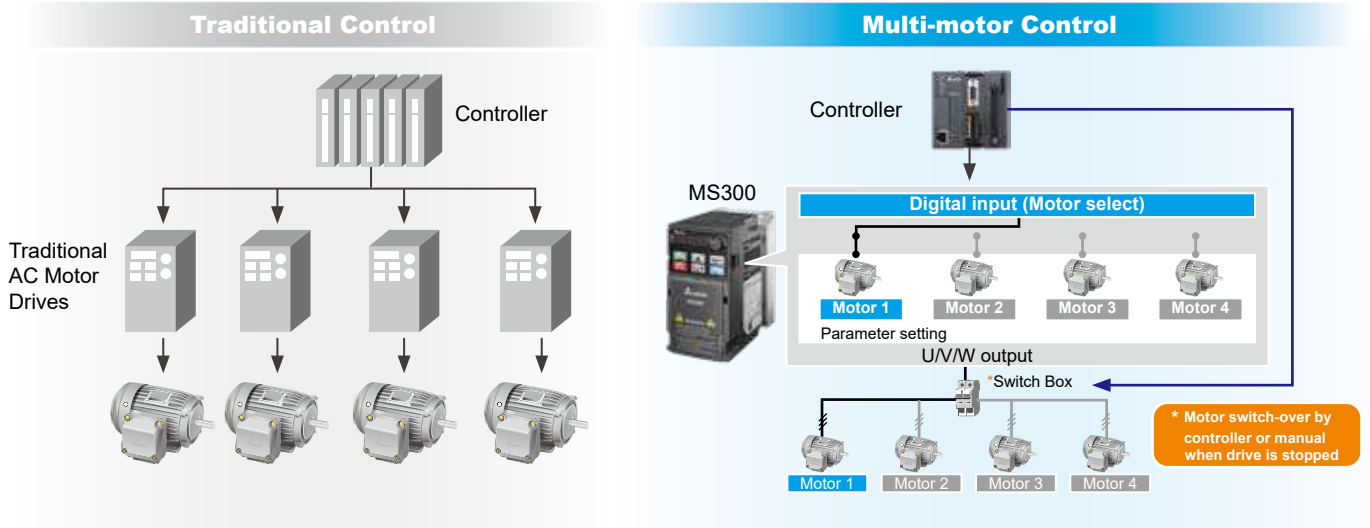 Traditional Control
Controller
Traditional
AC Motor
Drives
Multi-motor Control
Controller
MS300
Digital input (Motor select)
Motor 1
Motor 2
Motor 3
Motor 4
Parameter setting
U/V/W output
*Switch Box
Motor 1
Motor 2
Motor 3
Motor 4
* Motor switch-over by
controller or manual
when drive is stopped